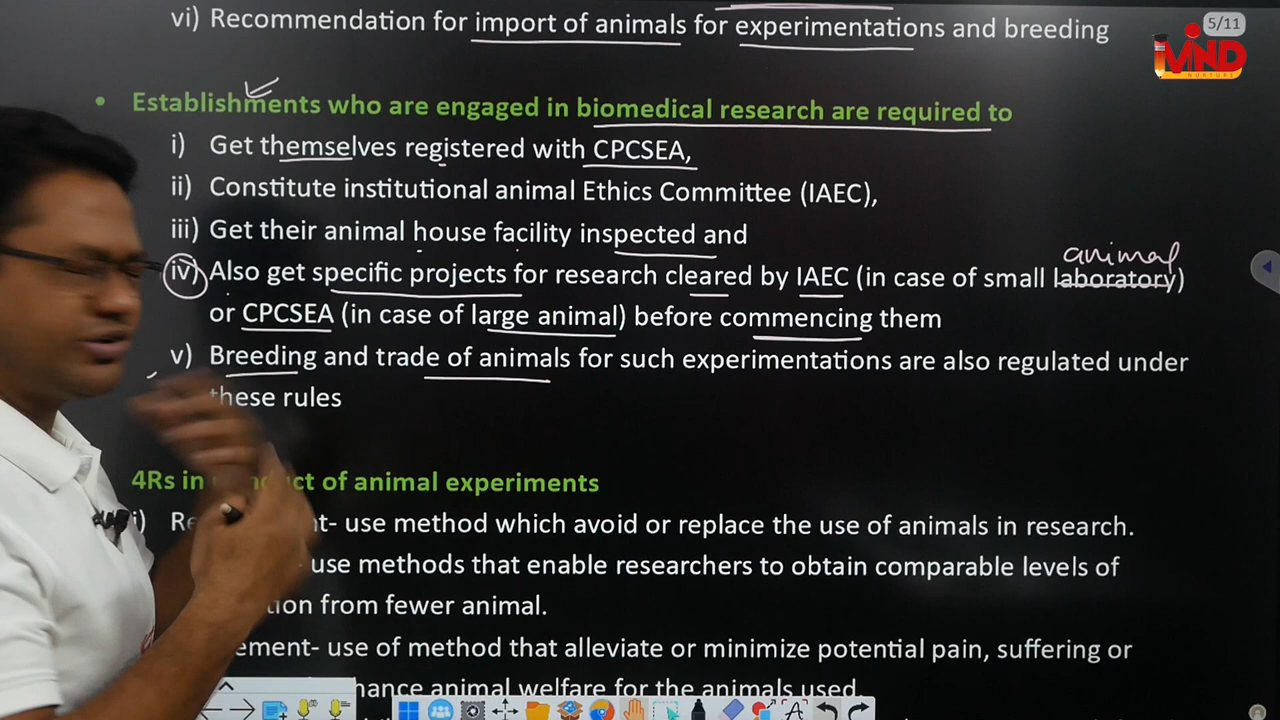 vi) Recommendation for import of animals for experimentations and breeding
5/11
MIND
NURTURE
• Establishments who are engaged in biomedical research are required to
i) Get themselves registered with CPCSEA,
ii) Constitute institutional animal Ethics Committee (IAEC),
iii) Get their animal house facility inspected and
animal
iv) Also get specific projects for research cleared by IAEC (in case of small laboratory)
or CPCSEA (in case of large animal) before commencing them
v) Breeding and trade of animals for such experimentations are also regulated under
these rules
4Rs in of animal experiments
i) use method which avoid or replace the use of animals in research.
use methods that enable researchers to obtain comparable levels of
from fewer animal.
use of method that alleviate or minimize potential pain, suffering or
animal welfare for the animals used.